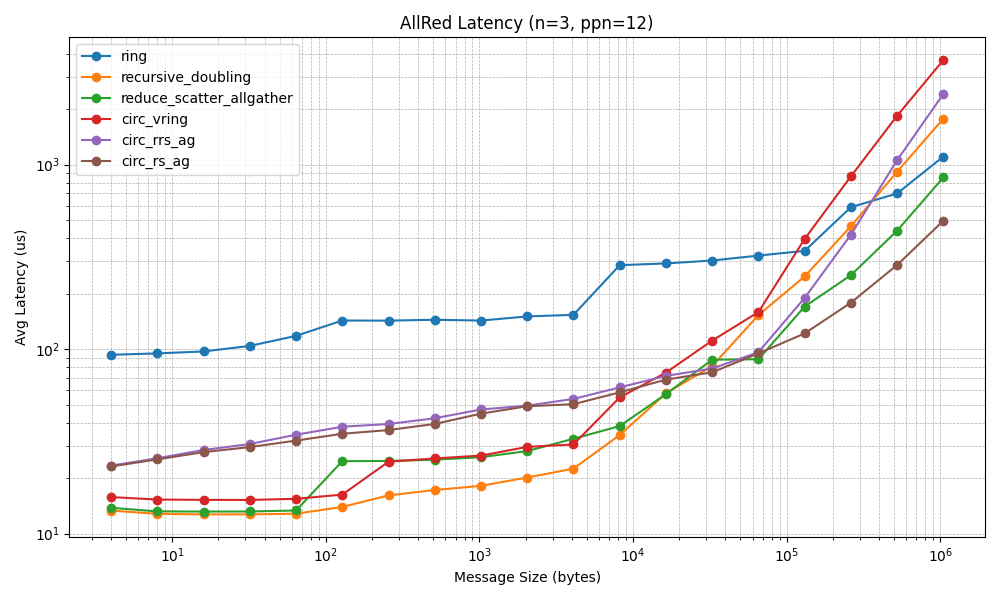 AllRed Latency (n=3, ppn=12)
ring
recursive_doubling
reduce_scatter_allgather
circ_vring
circ_rrs_ag
circ_rs_ag
Avg Latency (us)
10³
10²
10¹
10¹ 10² 10³ 10⁴ 10⁵ 10⁶
Message Size (bytes)